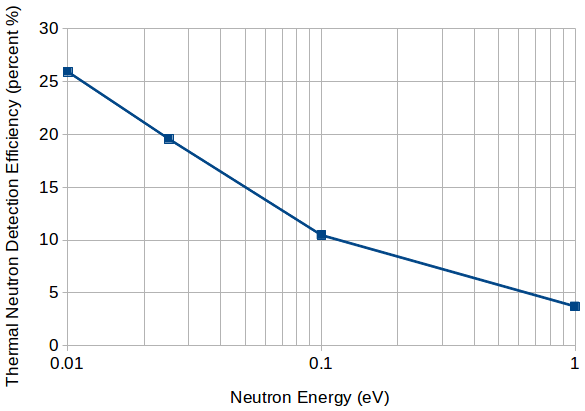 Thermal Neutron Detection Efficiency (percent %)
30
25
20
15
10
5
0
0.01 0.1 1
Neutron Energy (eV)